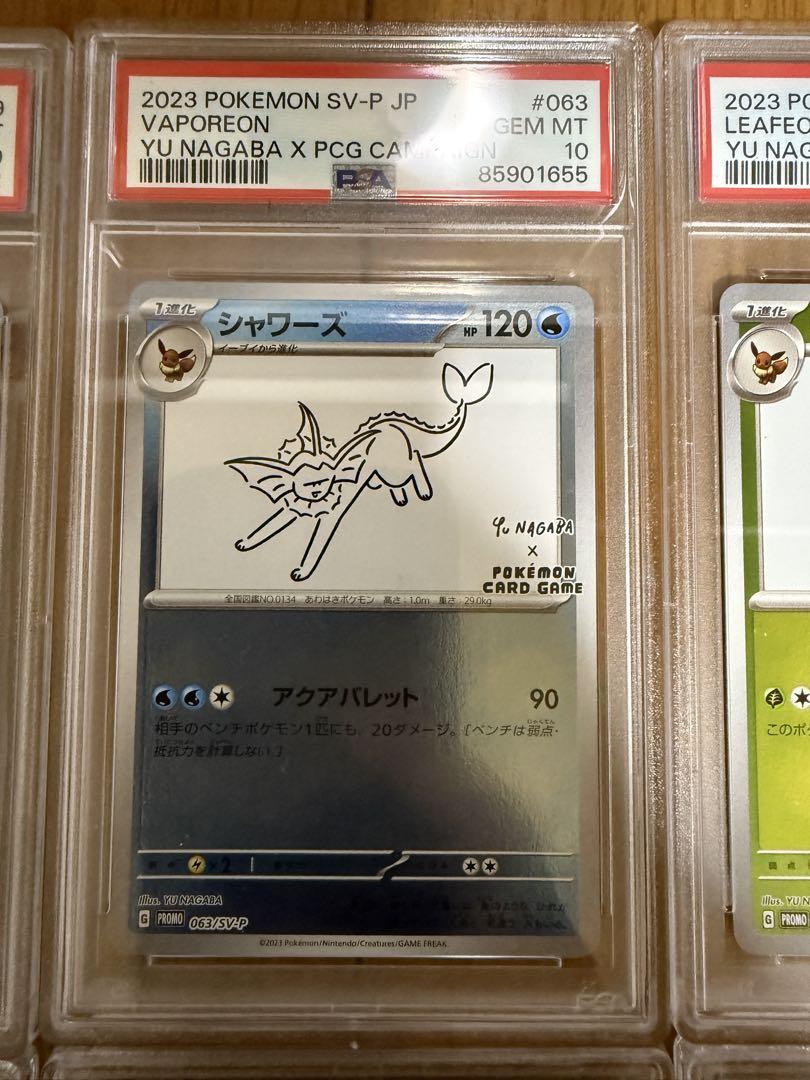 2023 POKEMON SV-P JP #063
VAPOREON GEM MT
YU NAGABA X PCG CAMPAIGN 10
PSA
85901655
1進化
シャワーズ
HP 120
イーブイから進化
YU NAGABA
×
POKÉMON
CARD GAME
全国図鑑NO.0134 あわはきポケモン 高さ:1.0m 重さ:29.0kg
アクアバレット 90
相手のベンチポケモン1匹にも、20ダメージ。[ベンチは弱点・
抵抗力を計算しない。]
×2
Illus. YU NAGABA
G PROMO 063/SV-P
©2023 Pokémon/Nintendo/Creatures/GAME FREAK
2023 PO
LEAFEO
YU NAG
1進化
このポ
弱点
Illus. YU N
G PROMO
9